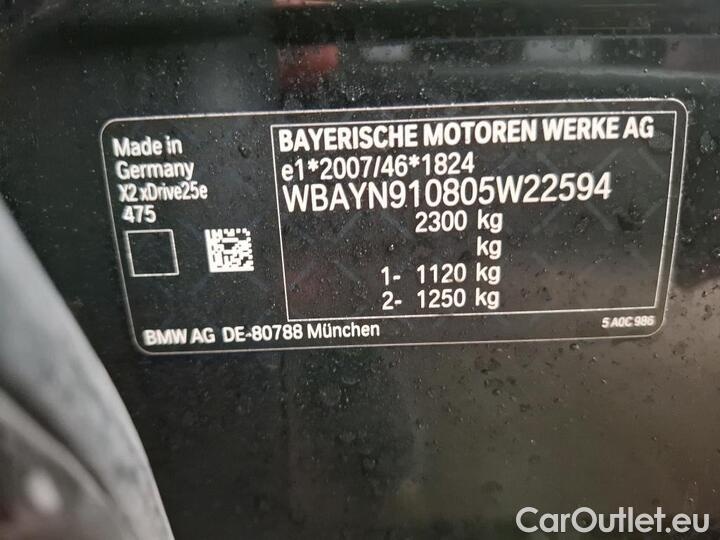 Made in
Germany
X2 xDrive25e
475
BAYERISCHE MOTOREN WERKE AG
e1*2007/46*1824
WBAYN910805W22594
2300 kg
kg
1- 1120 kg
2- 1250 kg
BMW AG DE-80788 München
5 A0C 986
CarOutlet.eu